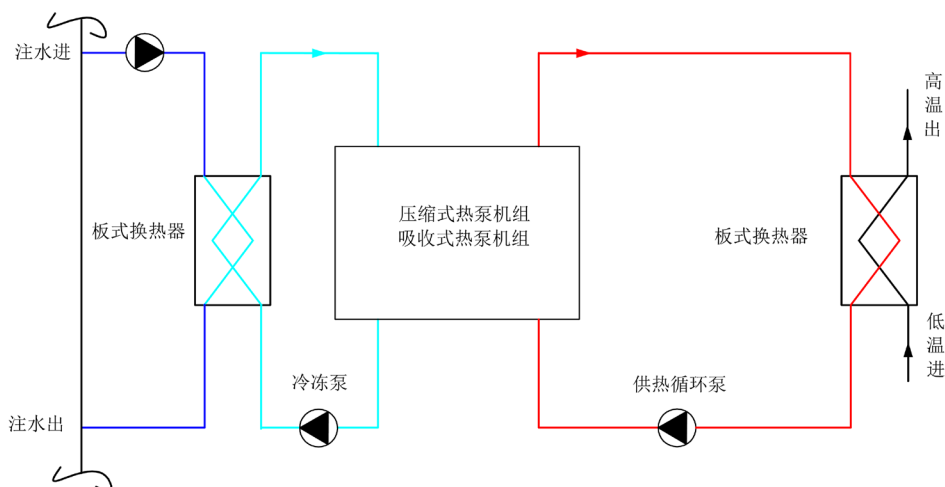 注水进
高温出
板式换热器
压缩式热泵机组
吸收式热泵机组
板式换热器
低温进
冷冻泵
供热循环泵
注水出